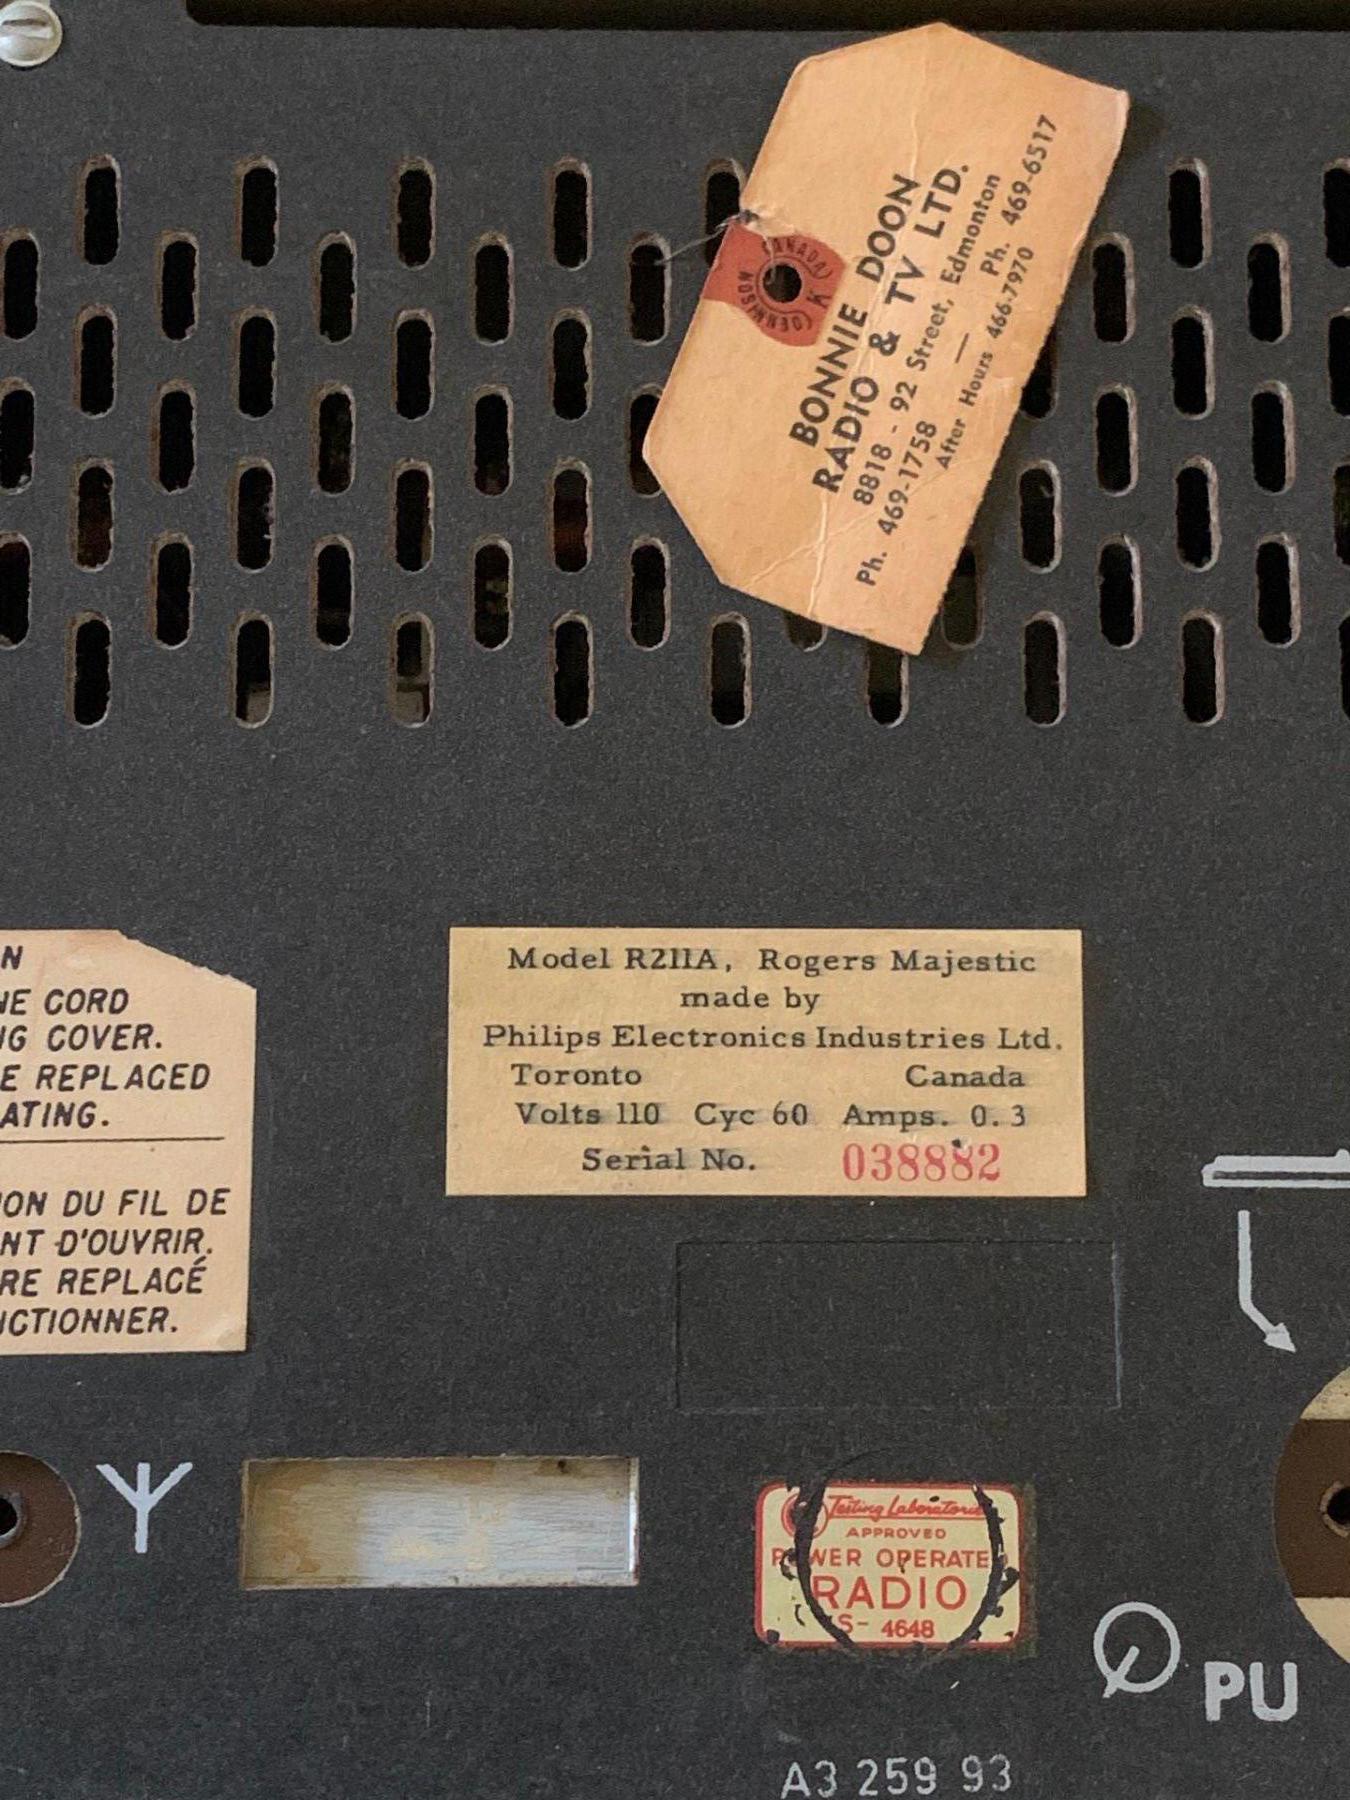 BONNIE DOON
RADIO & TV LTD.
8818 - 92 Street, Edmonton
Ph. 469-1758 — Ph. 469-6517
After Hours 466-7970
CANADA
DENNISON
K
N
NE CORD
NG COVER.
E REPLACED
ATING.
ION DU FIL DE
NT D'OUVRIR.
RE REPLACÉ
NCTIONNER.
Model R211A, Rogers Majestic
made by
Philips Electronics Industries Ltd.
Toronto Canada
Volts 110 Cyc 60 Amps. 0.3
Serial No. 038882
Testing Laboratories
APPROVED
POWER OPERATE
RADIO
S- 4648
PU
A3 259 93